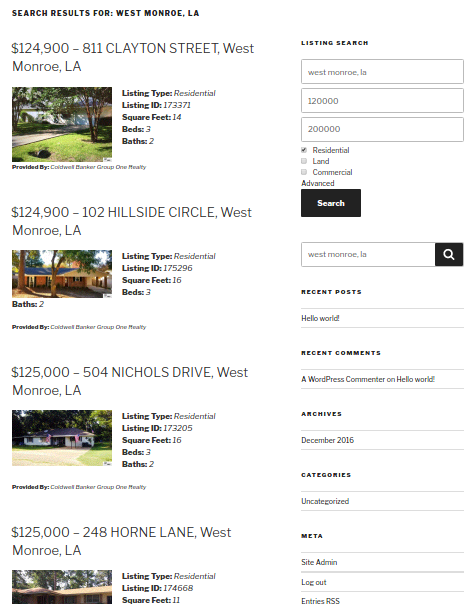 SEARCH RESULTS FOR: WEST MONROE, LA
$124,900 – 811 CLAYTON STREET, West
Monroe, LA
Listing Type: Residential
Listing ID: 173371
Square Feet: 14
Beds: 3
Baths: 2
Provided By: Coldwell Banker Group One Realty
$124,900 – 102 HILLSIDE CIRCLE, West
Monroe, LA
Listing Type: Residential
Listing ID: 175296
Square Feet: 16
Beds: 3
Baths: 2
Provided By: Coldwell Banker Group One Realty
$125,000 – 504 NICHOLS DRIVE, West
Monroe, LA
Listing Type: Residential
Listing ID: 173205
Square Feet: 16
Beds: 3
Baths: 2
Provided By: Coldwell Banker Group One Realty
$125,000 – 248 HORNE LANE, West
Monroe, LA
Listing Type: Residential
Listing ID: 174668
Square Feet: 11
LISTING SEARCH
west monroe, la
120000
200000
Residential
Land
Commercial
Advanced
Search
west monroe, la
RECENT POSTS
Hello world!
RECENT COMMENTS
A WordPress Commenter on Hello world!
ARCHIVES
December 2016
CATEGORIES
Uncategorized
META
Site Admin
Log out
Entries RSS